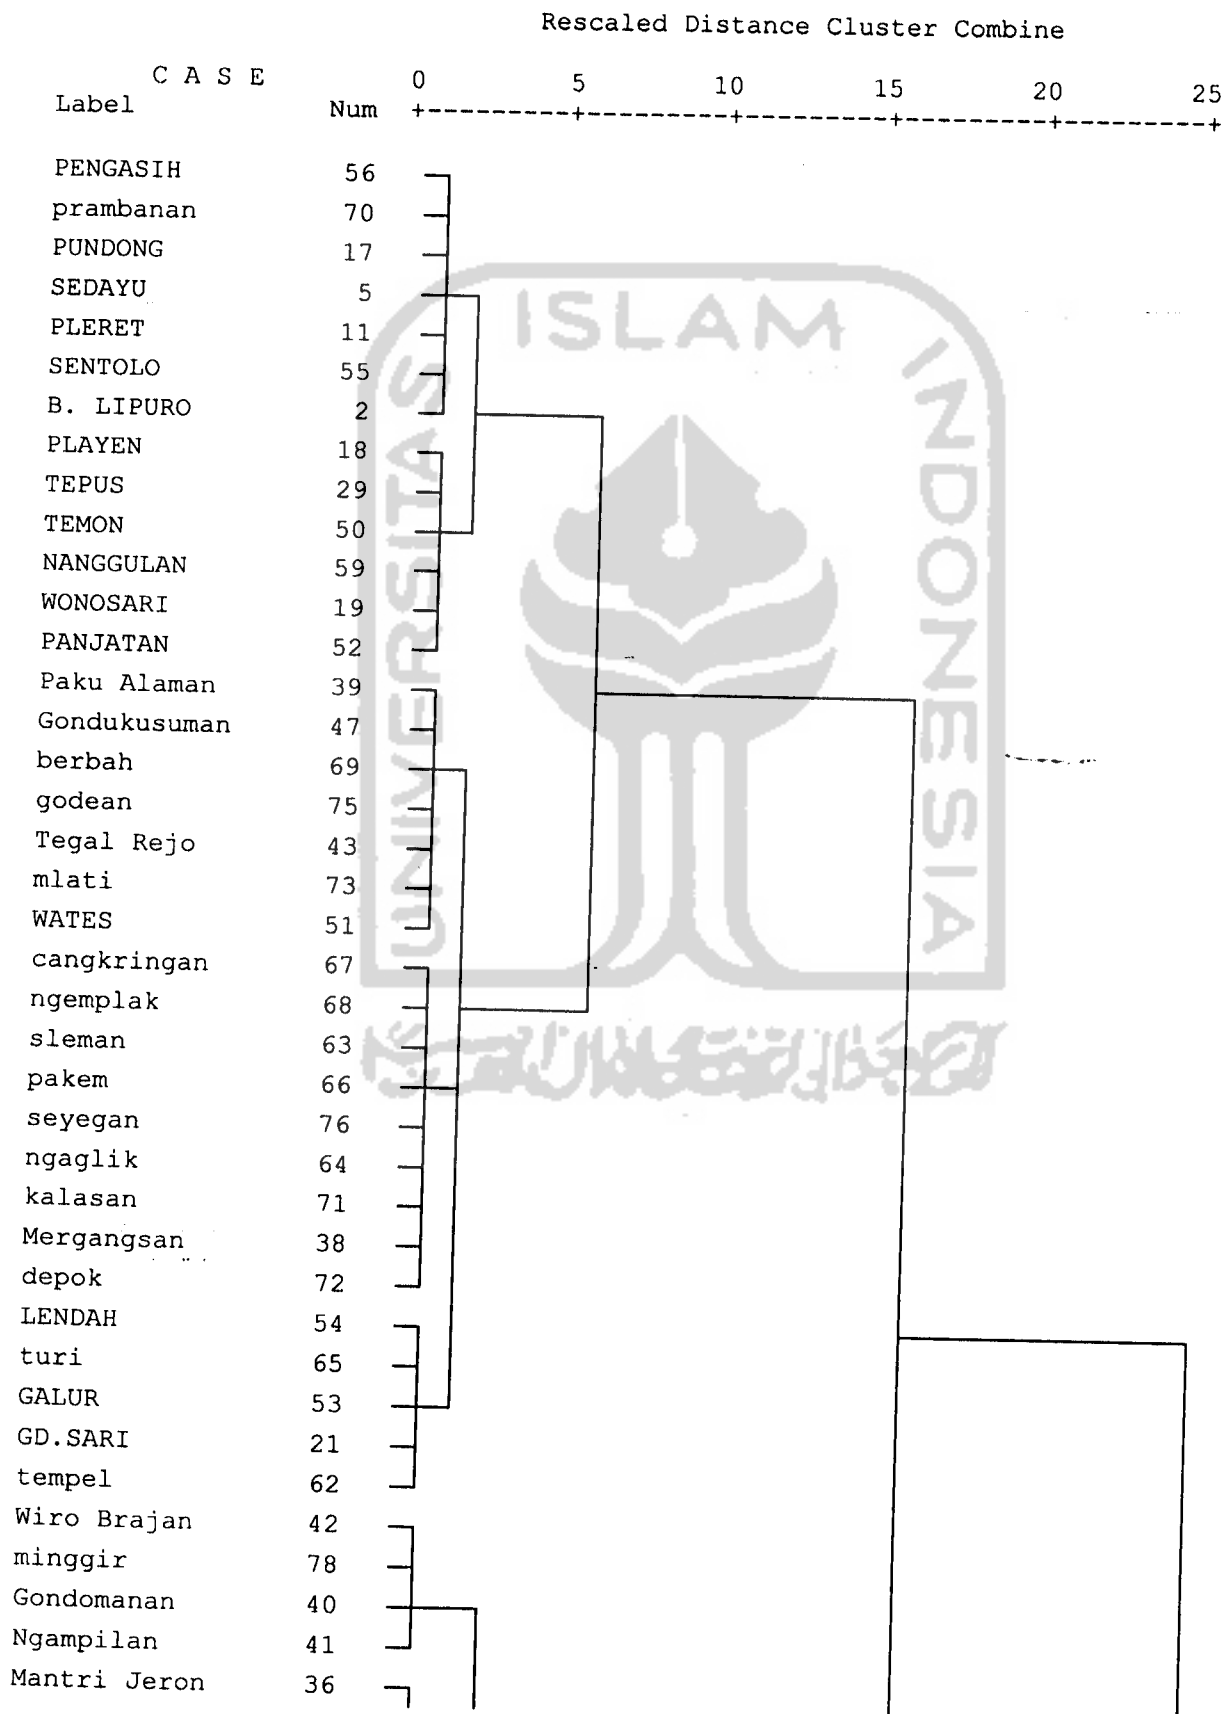 Rescaled Distance Cluster Combine
C A S E 0 5 10 15 20 25
Label Num +---------+---------+---------+---------+---------+
PENGASIH 56
prambanan 70
PUNDONG 17
SEDAYU 5
PLERET 11
SENTOLO 55
B. LIPURO 2
PLAYEN 18
TEPUS 29
TEMON 50
NANGGULAN 59
WONOSARI 19
PANJATAN 52
Paku Alaman 39
Gondukusuman 47
berbah 69
godean 75
Tegal Rejo 43
mlati 73
WATES 51
cangkringan 67
ngemplak 68
sleman 63
pakem 66
seyegan 76
ngaglik 64
kalasan 71
Mergangsan 38
depok 72
LENDAH 54
turi 65
GALUR 53
GD.SARI 21
tempel 62
Wiro Brajan 42
minggir 78
Gondomanan 40
Ngampilan 41
Mantri Jeron 36
UNIVERSITAS
ISLAM
INDONESIA